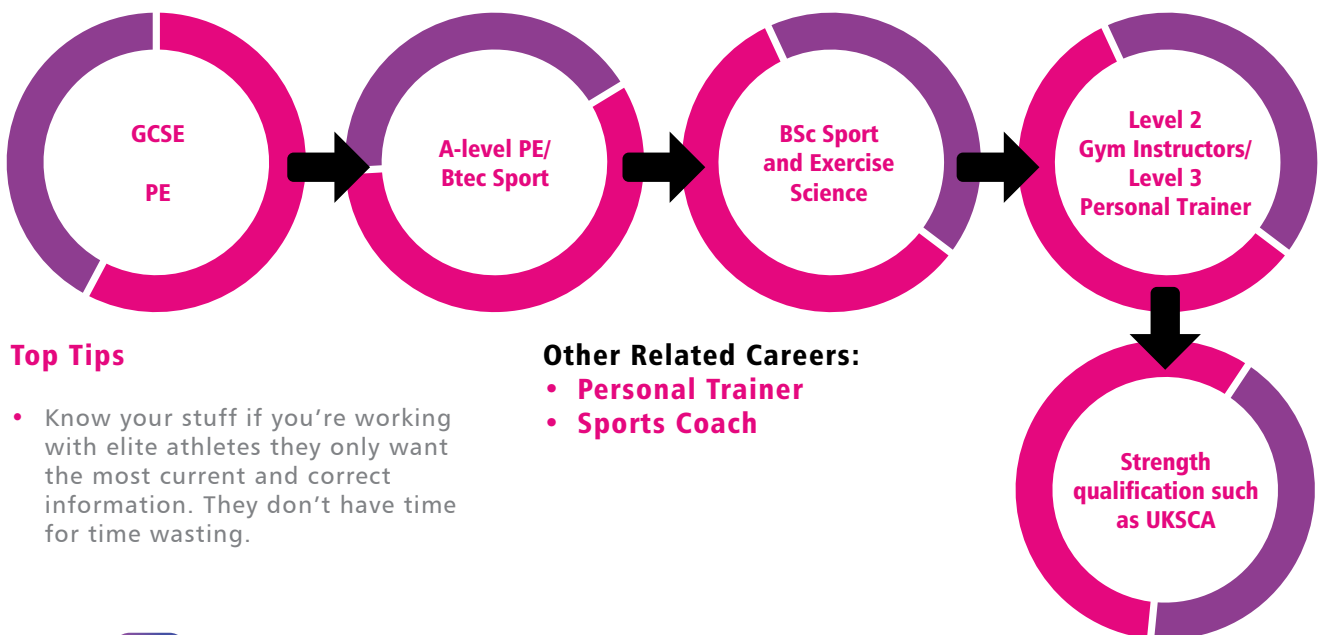 GCSE
PE
A-level PE/
Btec Sport
BSc Sport
and Exercise
Science
Level 2
Gym Instructors/
Level 3
Personal Trainer
Strength
qualification such
as UKSCA
Top Tips
• Know your stuff if you're working
with elite athletes they only want
the most current and correct
information. They don't have time
for time wasting.
Other Related Careers:
• Personal Trainer
• Sports Coach